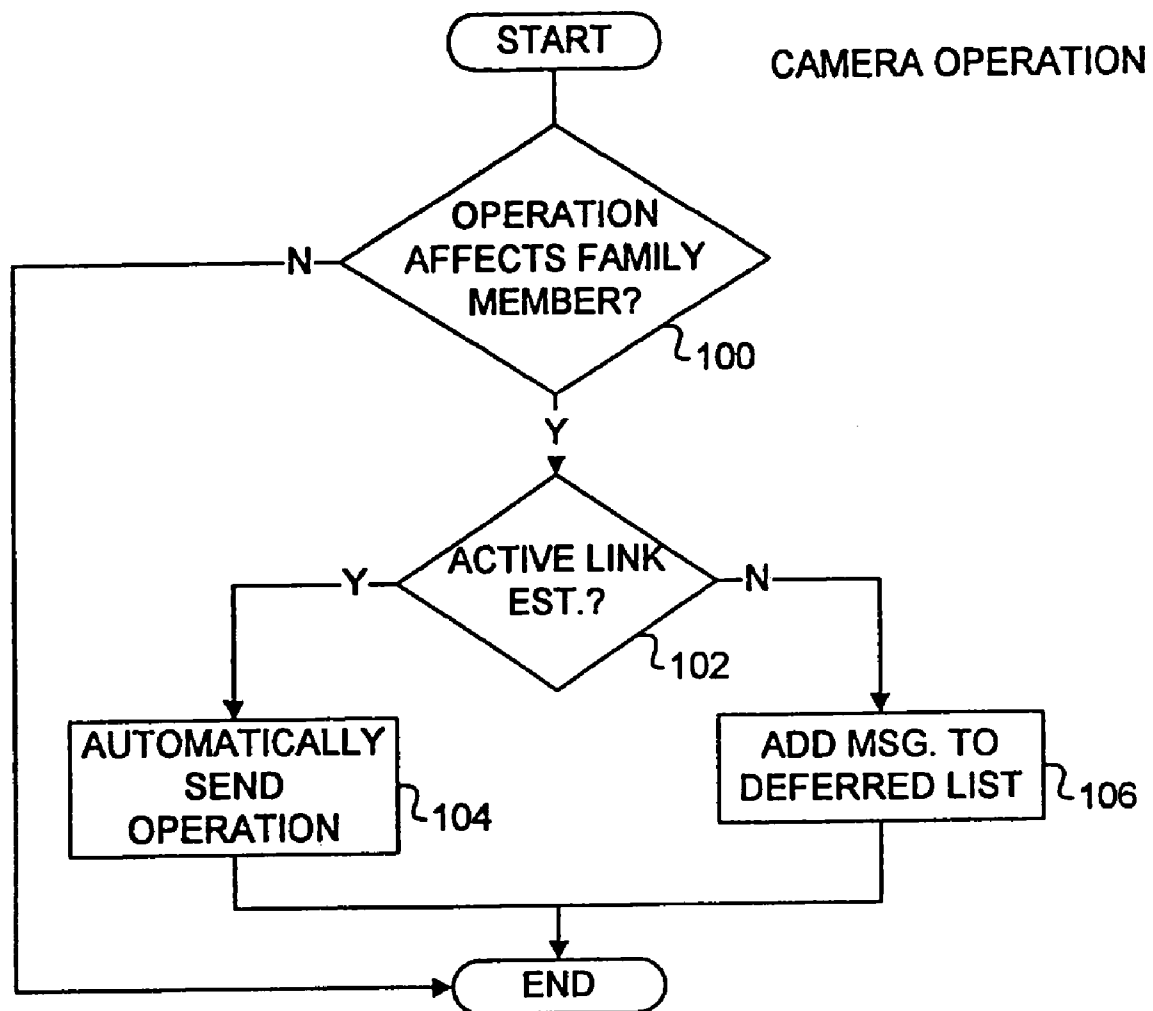 START
CAMERA OPERATION
OPERATION
AFFECTS FAMILY
MEMBER?
N
100
Y
ACTIVE LINK
EST.?
Y
N
102
AUTOMATICALLY
SEND
OPERATION
104
ADD MSG. TO
DEFERRED LIST
106
END